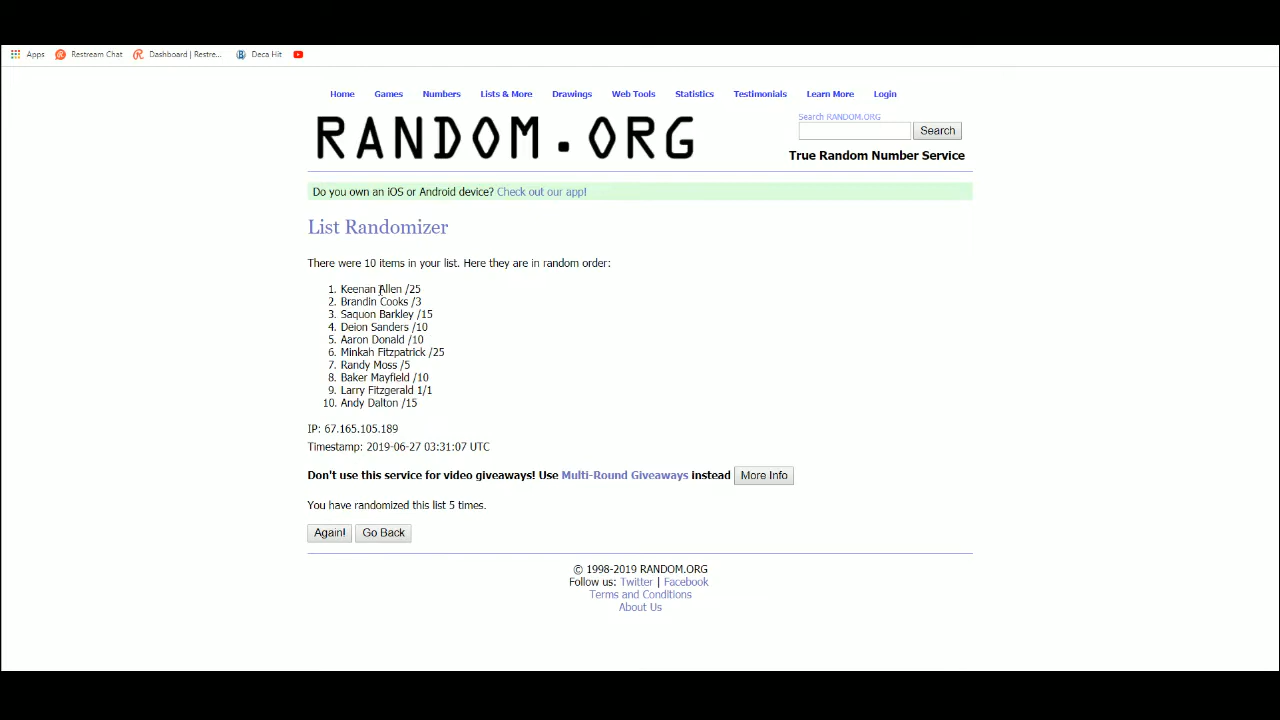 Apps Restream Chat Dashboard | Restre... Deca Hit
Home Games Numbers Lists & More Drawings Web Tools Statistics Testimonials Learn More Login
RANDOM.ORG
Search RANDOM.ORG
Search
True Random Number Service
Do you own an iOS or Android device? Check out our app!
List Randomizer
There were 10 items in your list. Here they are in random order:
1. Keenan Allen /25
2. Brandin Cooks /3
3. Saquon Barkley /15
4. Deion Sanders /10
5. Aaron Donald /10
6. Minkah Fitzpatrick /25
7. Randy Moss /5
8. Baker Mayfield /10
9. Larry Fitzgerald 1/1
10. Andy Dalton /15
IP: 67.165.105.189
Timestamp: 2019-06-27 03:31:07 UTC
Don't use this service for video giveaways! Use Multi-Round Giveaways instead More Info
You have randomized this list 5 times.
Again! Go Back
© 1998-2019 RANDOM.ORG
Follow us: Twitter | Facebook
Terms and Conditions
About Us